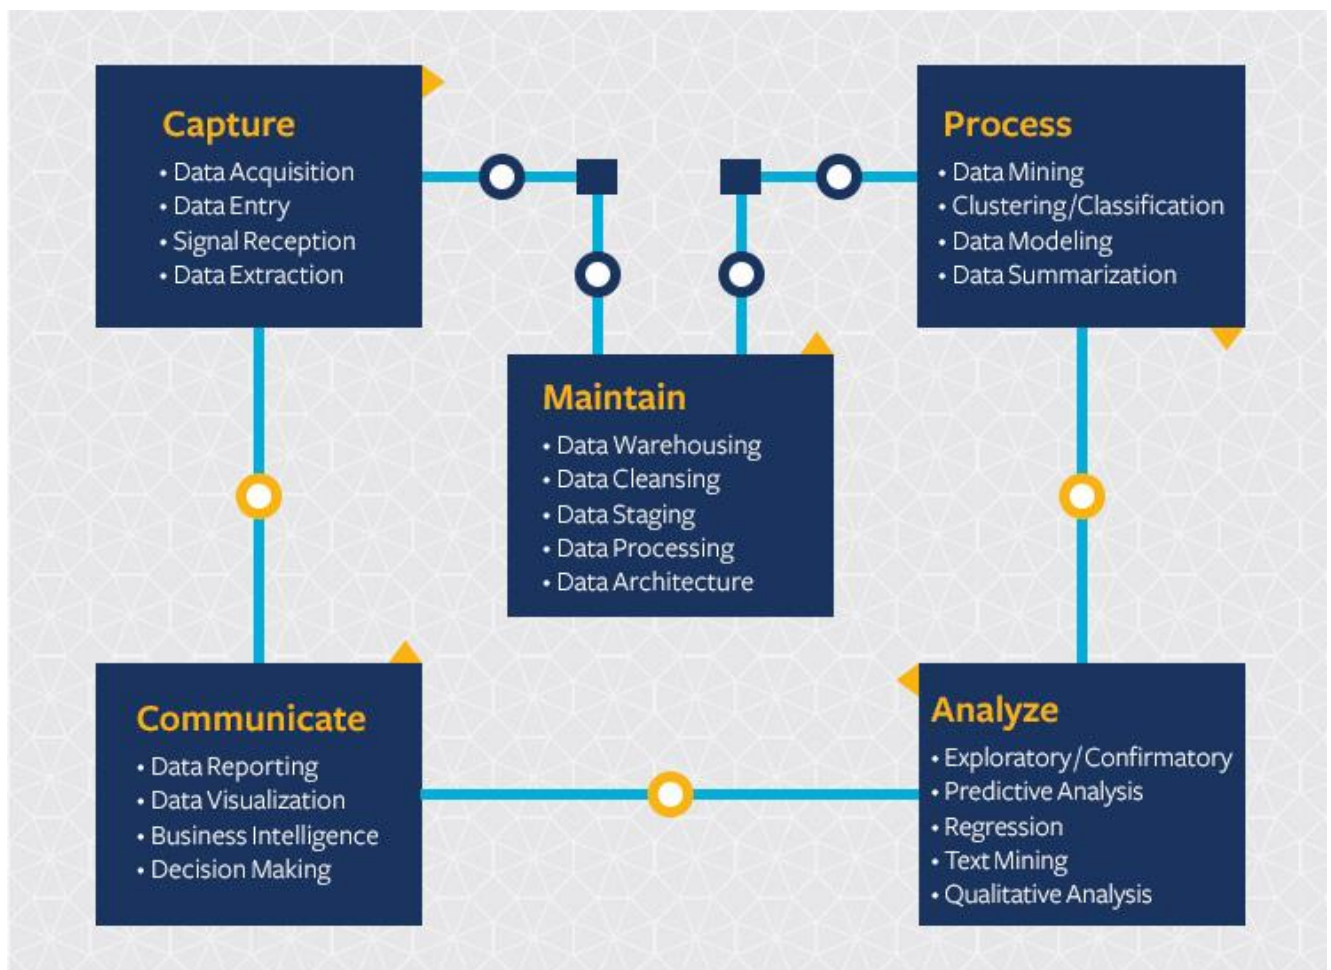 Capture
• Data Acquisition
• Data Entry
• Signal Reception
• Data Extraction
Process
• Data Mining
• Clustering/Classification
• Data Modeling
• Data Summarization
Maintain
• Data Warehousing
• Data Cleansing
• Data Staging
• Data Processing
• Data Architecture
Communicate
• Data Reporting
• Data Visualization
• Business Intelligence
• Decision Making
Analyze
• Exploratory/Confirmatory
• Predictive Analysis
• Regression
• Text Mining
• Qualitative Analysis